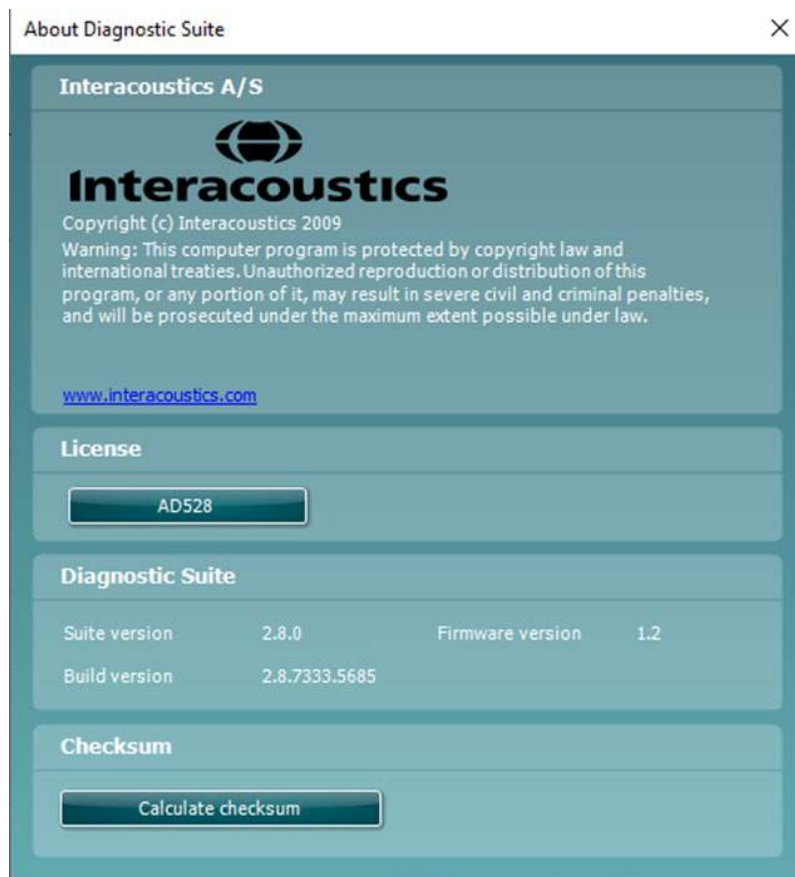 About Diagnostic Suite
Interacoustics A/S
Interacoustics
Copyright (c) Interacoustics 2009
Warning: This computer program is protected by copyright law and
international treaties. Unauthorized reproduction or distribution of this
program, or any portion of it, may result in severe civil and criminal penalties,
and will be prosecuted under the maximum extent possible under law.
www.interacoustics.com
License
AD528
Diagnostic Suite
Suite version 2.8.0 Firmware version 1.2
Build version 2.8.7333.5685
Checksum
Calculate checksum